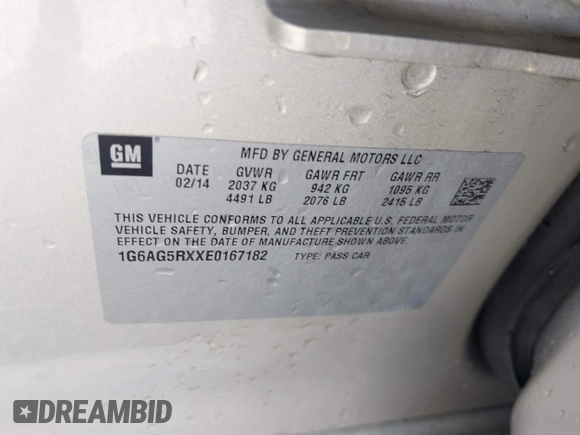 GM
MFD BY GENERAL MOTORS LLC
DATE GVWR GAWR FRT GAWR RR
02/14 2037 KG 942 KG 1095 KG
4491 LB 2076 LB 2415 LB
THIS VEHICLE CONFORMS TO ALL APPLICABLE U.S. FEDERAL MOTOR
VEHICLE SAFETY, BUMPER, AND THEFT PREVENTION STANDARDS
IN EFFECT ON THE DATE OF MANUFACTURE SHOWN ABOVE.
1G6AG5RXXE0167182 TYPE: PASS CAR
DREAMBID